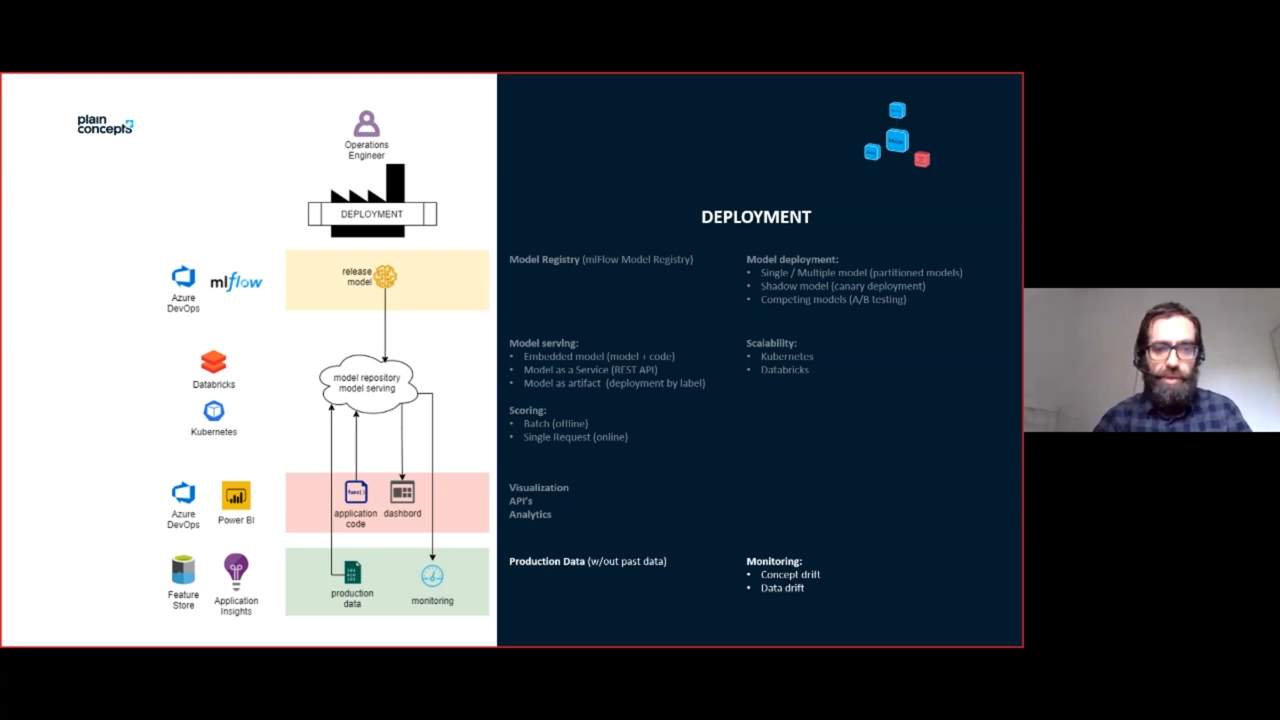 plain
concepts
Operations
Engineer
DEPLOYMENT
Azure
DevOps
mlflow
release
model
Databricks
Kubernetes
model repository
model serving
Azure
DevOps
Power BI
func()
application
code
dashbord
Feature
Store
Application
Insights
production
data
monitoring
DEPLOYMENT
Model Registry (mlFlow Model Registry)
Model deployment:
• Single / Multiple model (partitioned models)
• Shadow model (canary deployment)
• Competing models (A/B testing)
Model serving:
• Embedded model (model + code)
• Model as a Service (REST API)
• Model as artifact (deployment by label)
Scalability:
• Kubernetes
• Databricks
Scoring:
• Batch (offline)
• Single Request (online)
Visualization
API's
Analytics
Production Data (w/out past data)
Monitoring:
• Concept drift
• Data drift